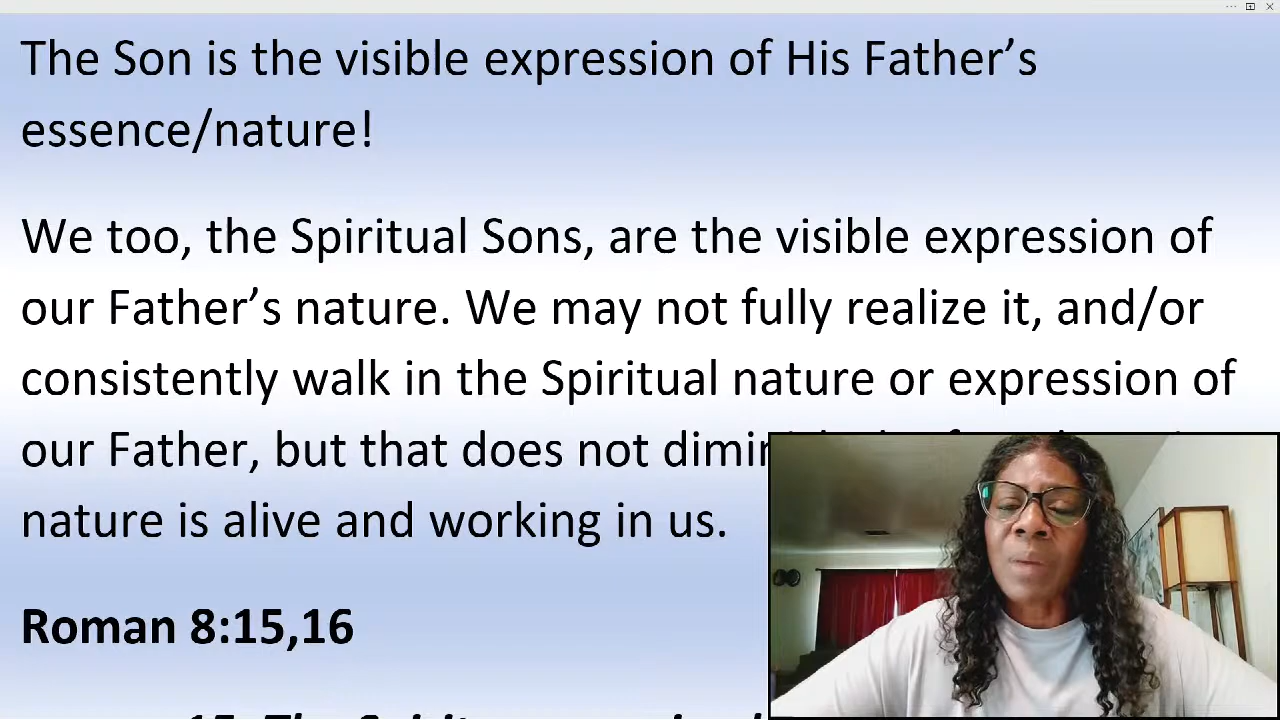 The Son is the visible expression of His Father’s
essence/nature!
We too, the Spiritual Sons, are the visible expression of
our Father’s nature. We may not fully realize it, and/or
consistently walk in the Spiritual nature or expression of
our Father, but that does not
nature is alive and working in us.
Roman 8:15,16